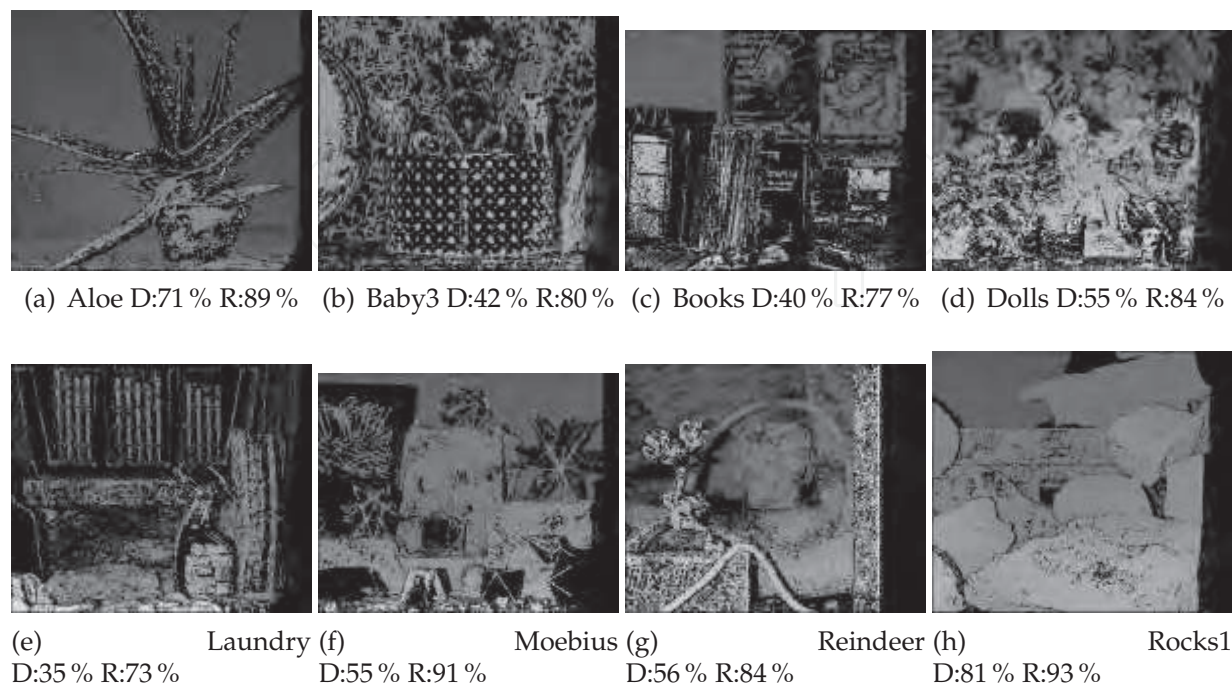 (a) Aloe D:71 % R:89 % (b) Baby3 D:42 % R:80 % (c) Books D:40 % R:77 % (d) Dolls D:55 % R:84 %
(e) Laundry (f) Moebius (g) Reindeer (h) Rocks1
D:35 % R:73 % D:55 % R:91 % D:56 % R:84 % D:81 % R:93 %